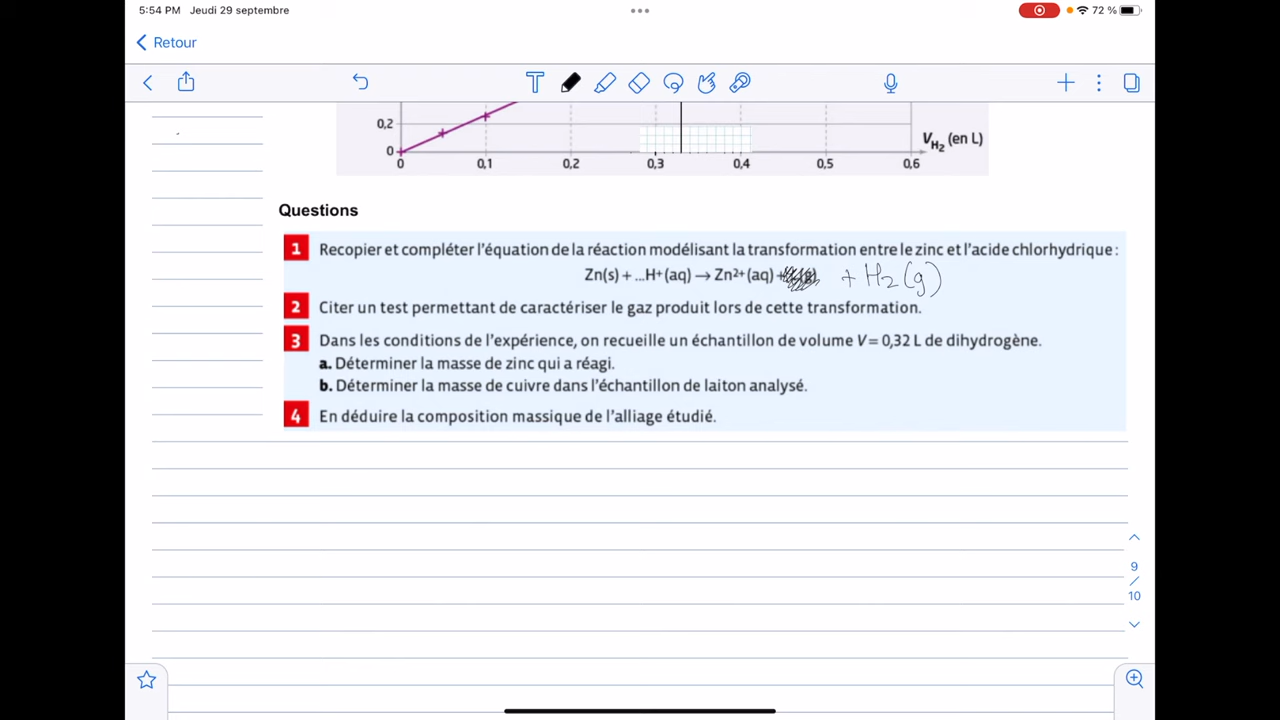 5:54 PM Jeudi 29 septembre
72 %
Retour
0,2
0
0 0,1 0,2 0,3 0,4 0,5 0,6
V_H2 (en L)
Questions
1 Recopier et compléter l'équation de la réaction modélisant la transformation entre le zinc et l'acide chlorhydrique :
Zn(s) + ...H⁺(aq) → Zn²⁺(aq) + + H2(g)
2 Citer un test permettant de caractériser le gaz produit lors de cette transformation.
3 Dans les conditions de l'expérience, on recueille un échantillon de volume V = 0,32 L de dihydrogène.
a. Déterminer la masse de zinc qui a réagi.
b. Déterminer la masse de cuivre dans l'échantillon de laiton analysé.
4 En déduire la composition massique de l'alliage étudié.
9
/
10